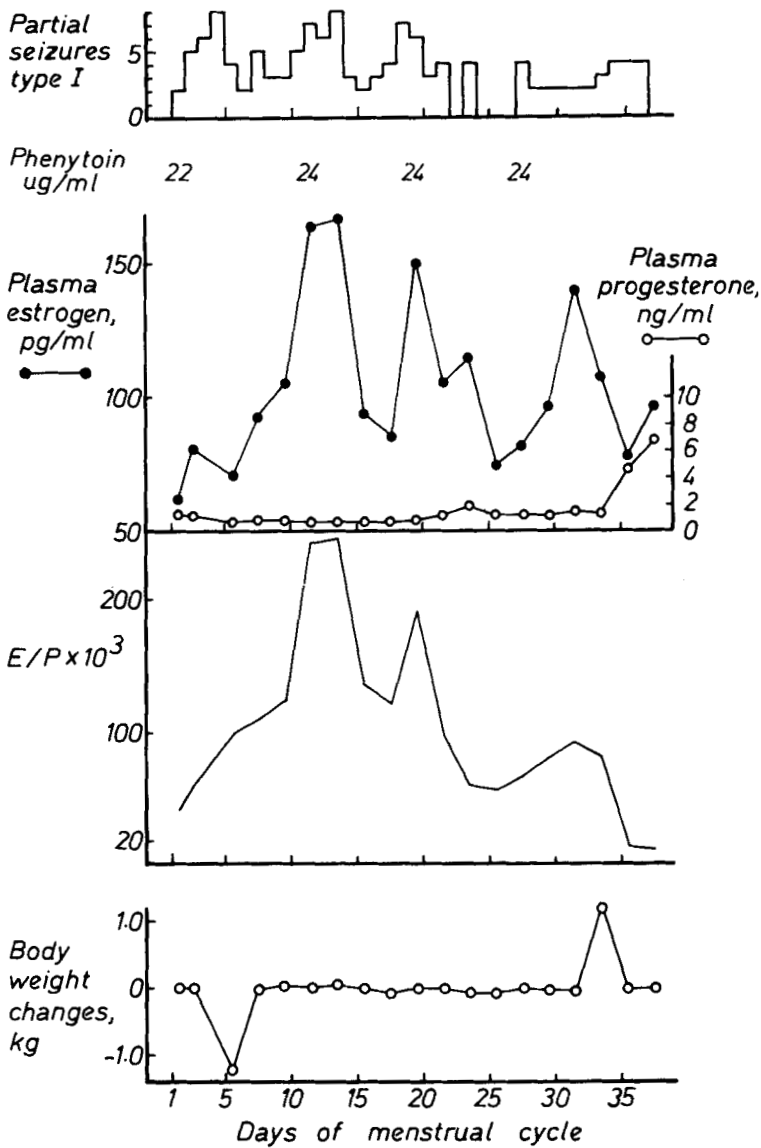 Partial
seizures
type I
5
0
Phenytoin
ug/ml
22 24 24 24
Plasma
estrogen,
pg/ml
150
100
50
Plasma
progesterone,
ng/ml
10
8
6
4
2
0
E/P×10³
200
100
20
Body
weight
changes,
kg
1.0
0
-1.0
1 5 10 15 20 25 30 35
Days of menstrual cycle